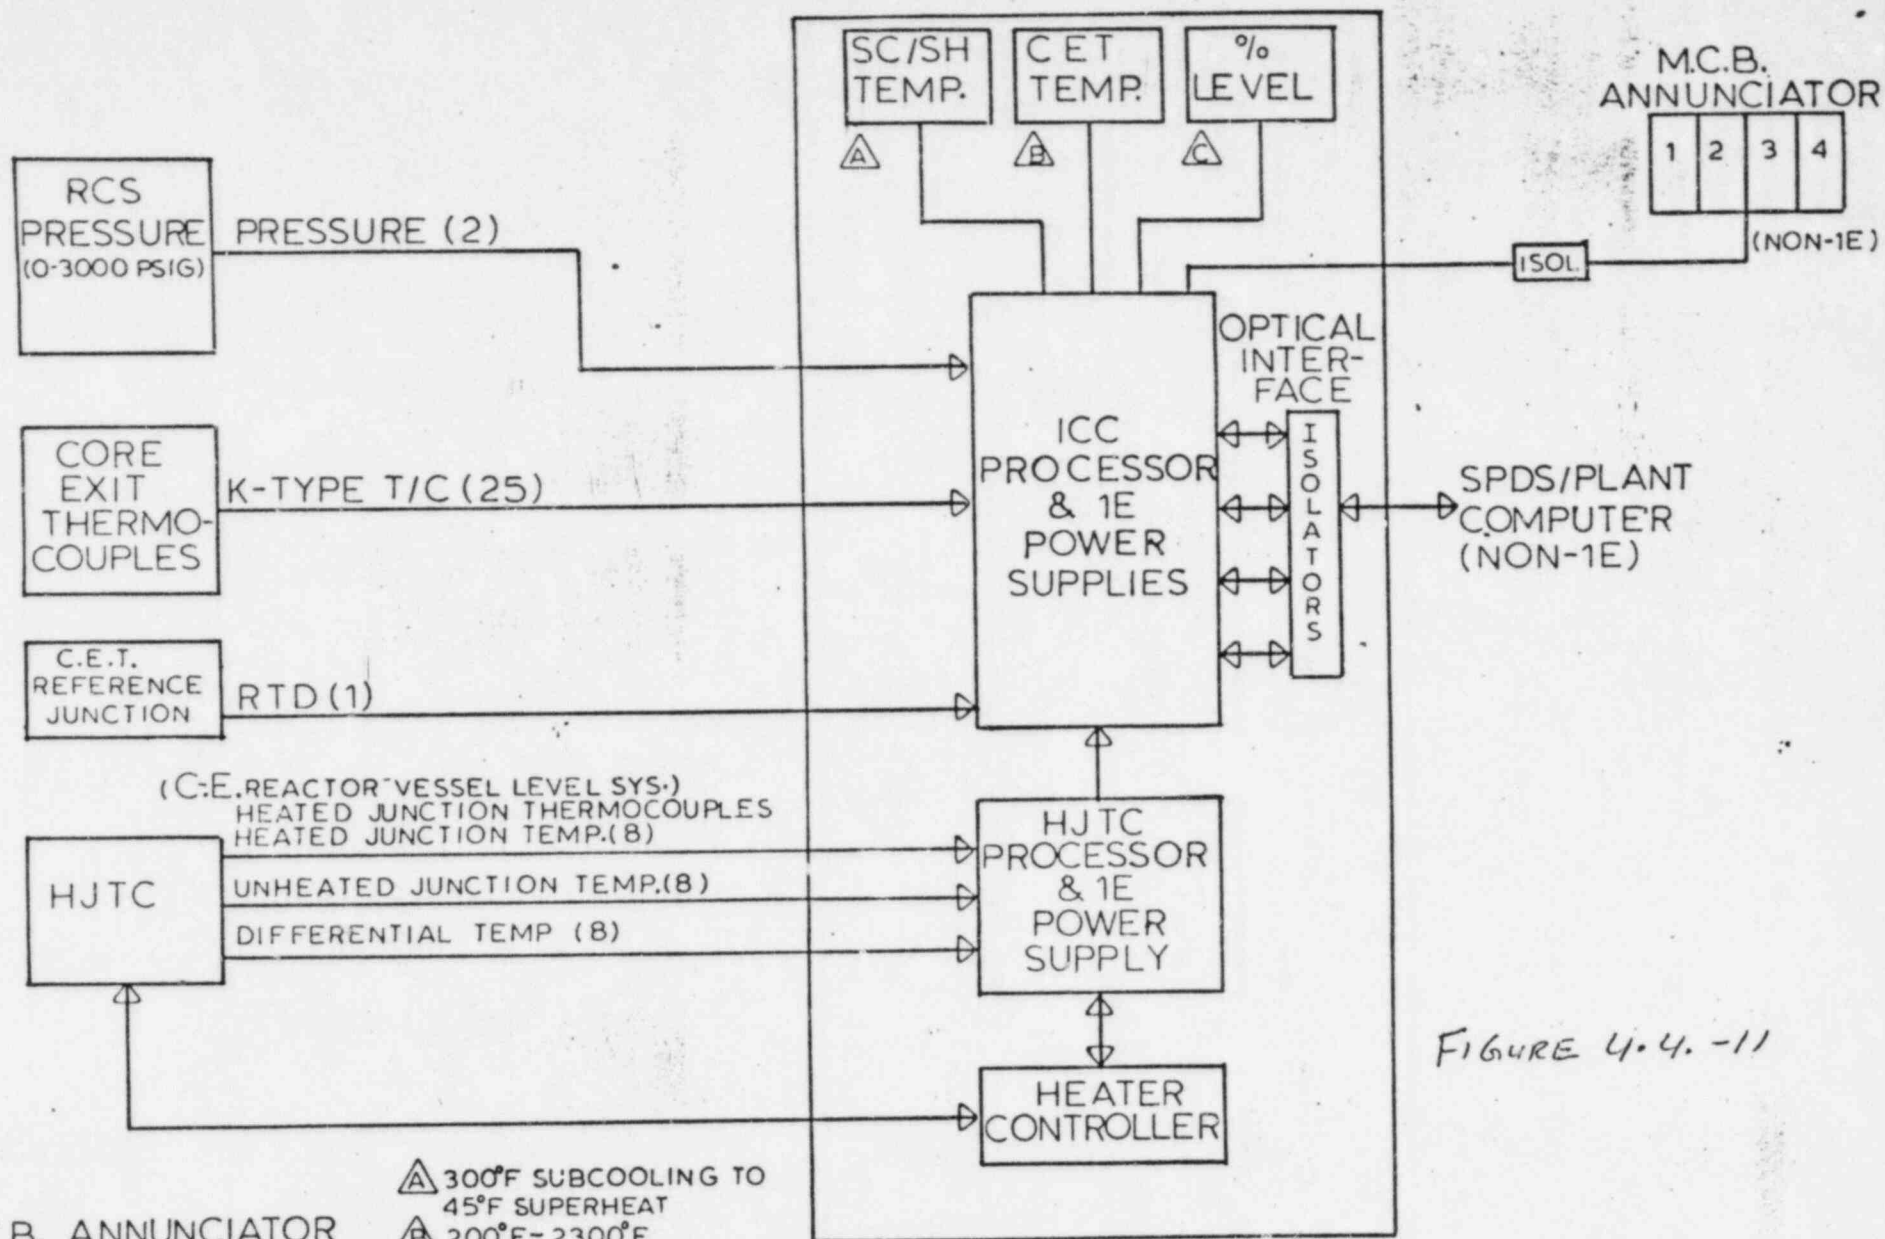 SC/SH
TEMP.
CET
TEMP.
%
LEVEL
A
B
C
M.C.B.
ANNUNCIATOR
1 2 3 4
(NON-1E)
ISOL.
RCS
PRESSURE
(0-3000 PSIG)
PRESSURE (2)
CORE
EXIT
THERMO-
COUPLES
K-TYPE T/C (25)
C.E.T.
REFERENCE
JUNCTION
RTD (1)
ICC
PROCESSOR
& 1E
POWER
SUPPLIES
OPTICAL
INTER-
FACE
ISOLATORS
SPDS/PLANT
COMPUTER
(NON-1E)
(C.E. REACTOR VESSEL LEVEL SYS.)
HEATED JUNCTION THERMOCOUPLES
HEATED JUNCTION TEMP.(8)
HJTC
UNHEATED JUNCTION TEMP.(8)
DIFFERENTIAL TEMP (8)
HJTC
PROCESSOR
& 1E
POWER
SUPPLY
HEATER
CONTROLLER
FIGURE 4.4.-11
A 300°F SUBCOOLING TO
45°F SUPERHEAT
B. ANNUNCIATOR
B 200°F-2300°F